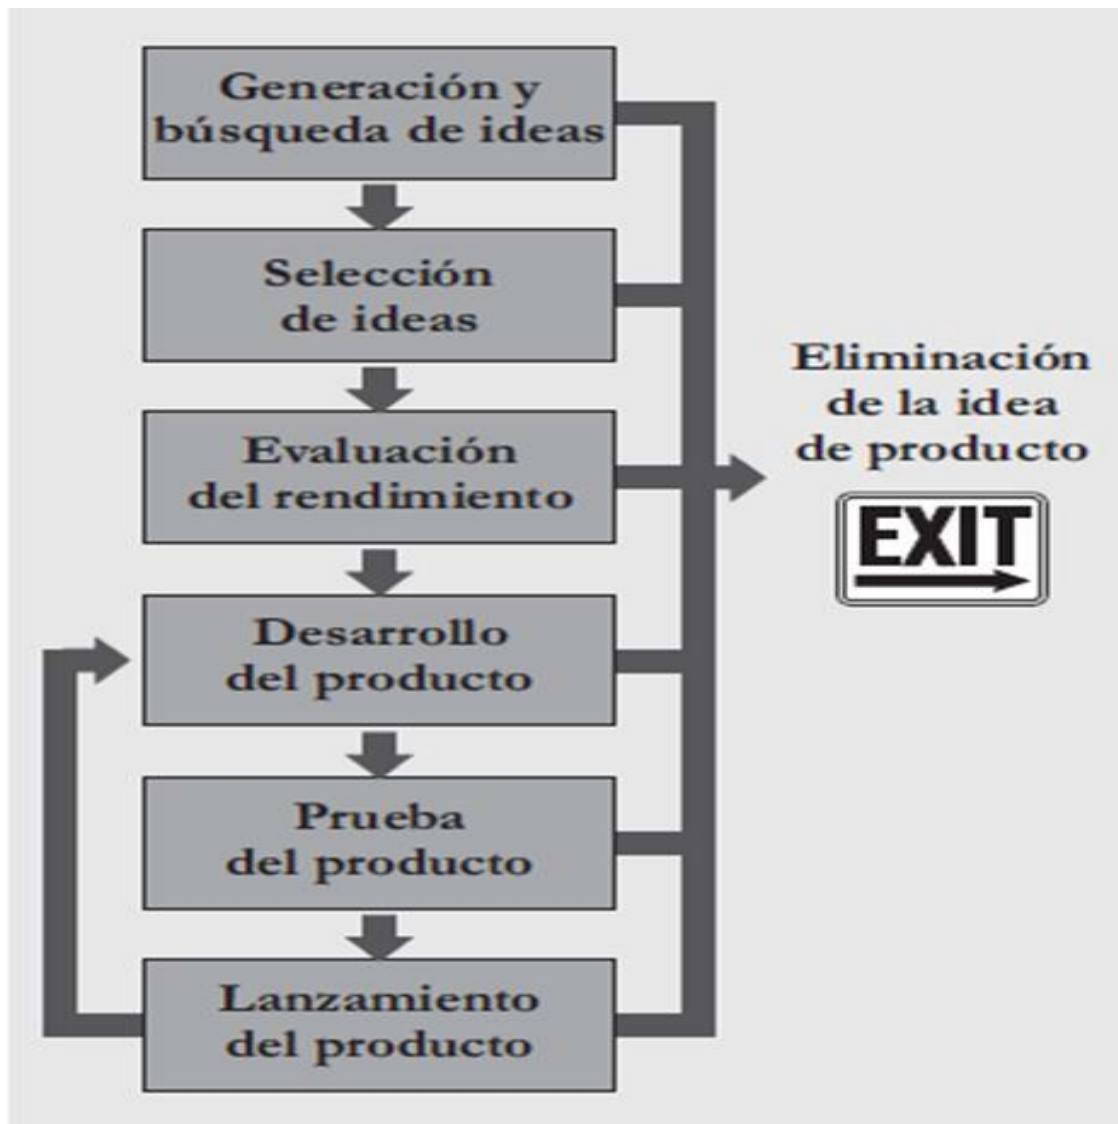 Generación y
búsqueda de ideas
Selección
de ideas
Evaluación
del rendimiento
Desarrollo
del producto
Prueba
del producto
Lanzamiento
del producto
Eliminación
de la idea
de producto
EXIT